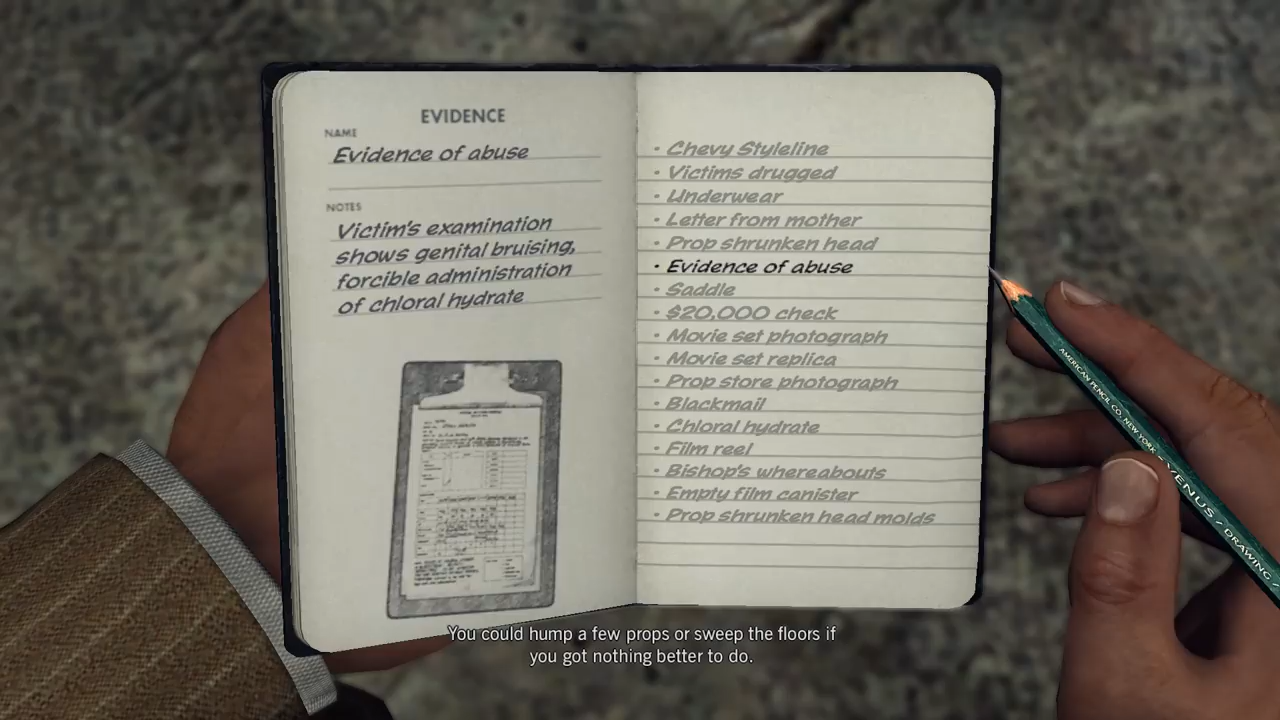 EVIDENCE
NAME
Evidence of abuse
NOTES
Victim's examination
shows genital bruising,
forcible administration
of chloral hydrate
• Chevy Styleline
• Victims drugged
• Underwear
• Letter from mother
• Prop shrunken head
• Evidence of abuse
• Saddle
• $20,000 check
• Movie set photograph
• Movie set replica
• Prop store photograph
• Blackmail
• Chloral hydrate
• Film reel
• Bishop's whereabouts
• Empty film canister
• Prop shrunken head molds
AMERICAN PENCIL CO. NEW YORK VENUS / DRAWING
You could hump a few props or sweep the floors if
you got nothing better to do.